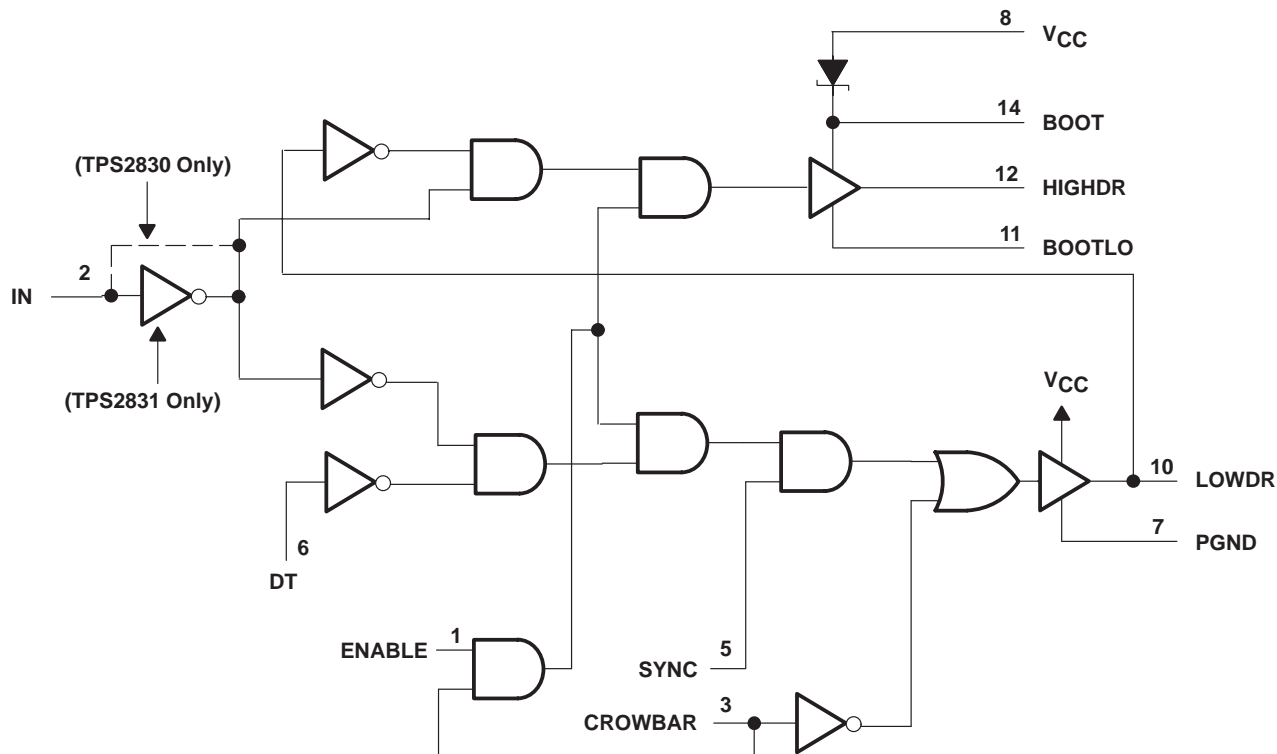 8
VCC
14
BOOT
(TPS2830 Only)
12
HIGHDR
11
BOOTLO
2
IN
(TPS2831 Only)
VCC
10
LOWDR
6
7
PGND
DT
1
ENABLE
5
SYNC
3
CROWBAR